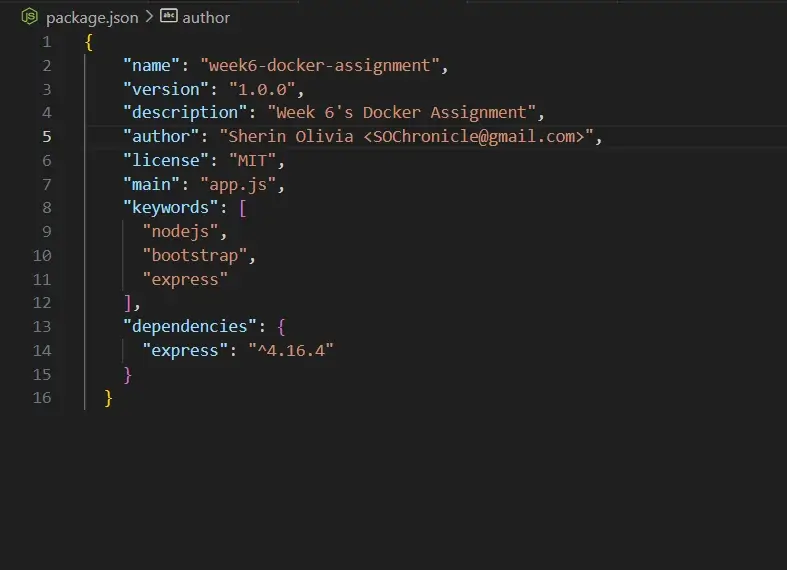 package.json > author
1 {
2 "name": "week6-docker-assignment",
3 "version": "1.0.0",
4 "description": "Week 6's Docker Assignment",
5 "author": "Sherin Olivia <SOChronicle@gmail.com>",
6 "license": "MIT",
7 "main": "app.js",
8 "keywords": [
9 "nodejs",
10 "bootstrap",
11 "express"
12 ],
13 "dependencies": {
14 "express": "^4.16.4"
15 }
16 }